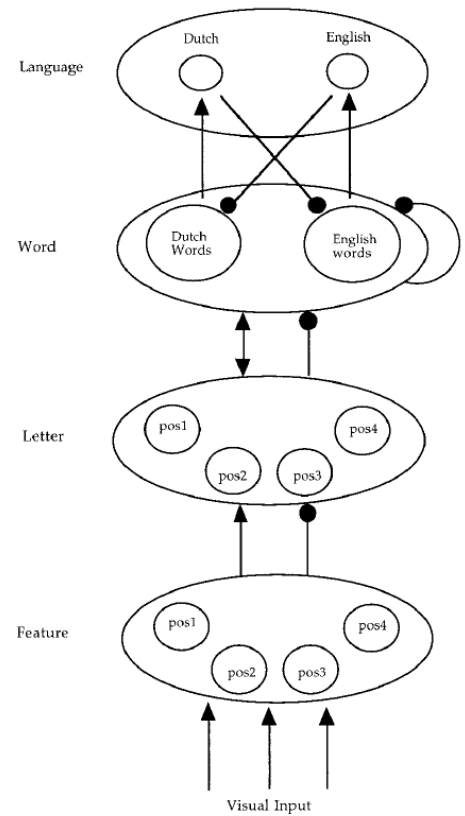 Dutch English
Language
Word
Dutch
Words
English
words
Letter
pos1 pos4
pos2 pos3
Feature
pos1 pos4
pos2 pos3
Visual Input